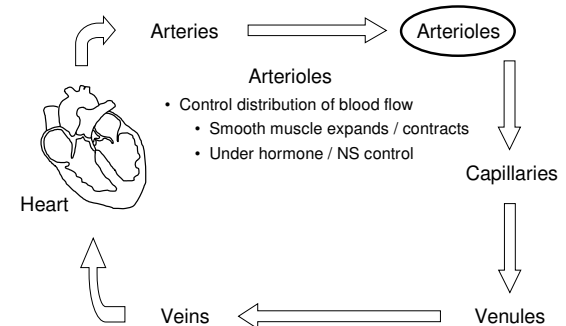 Arteries
Arterioles
Arterioles
• Control distribution of blood flow
• Smooth muscle expands / contracts
• Under hormone / NS control
Capillaries
Heart
Veins
Venules